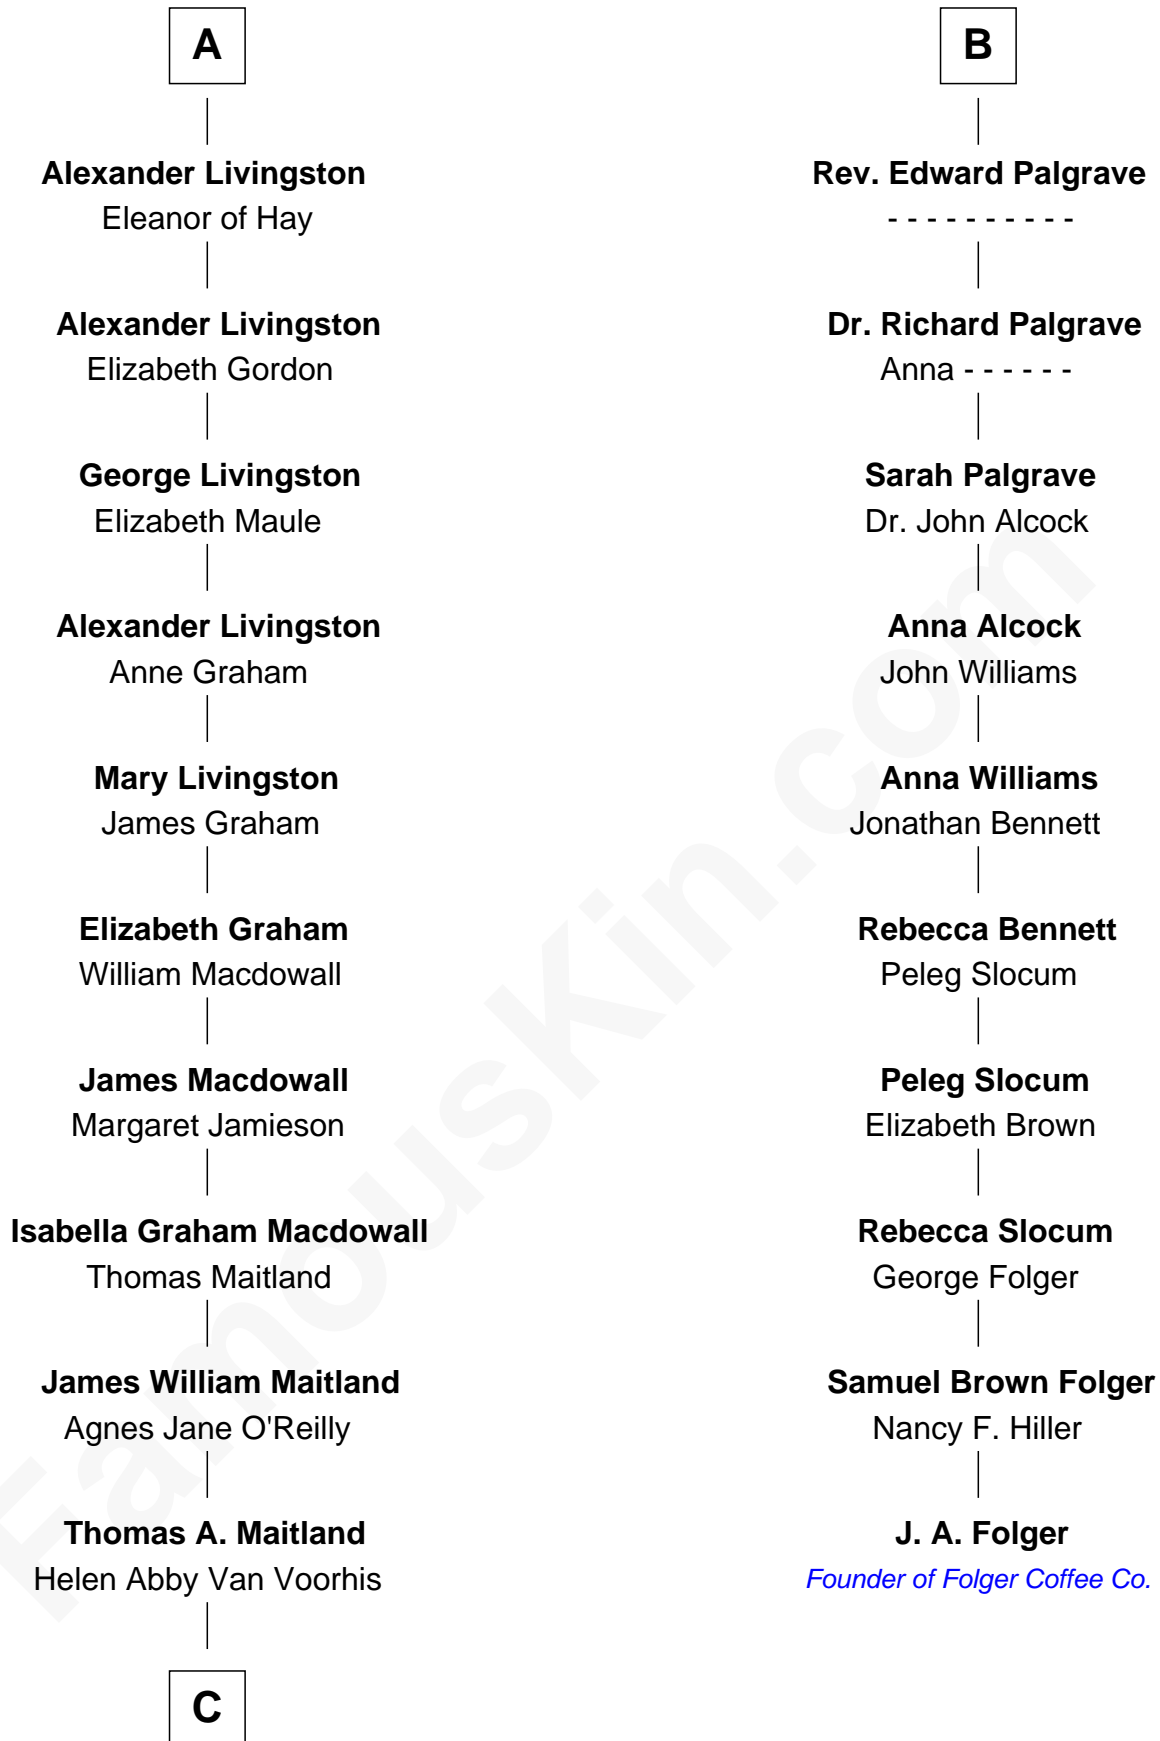 A
Alexander Livingston
Eleanor of Hay
Alexander Livingston
Elizabeth Gordon
George Livingston
Elizabeth Maule
Alexander Livingston
Anne Graham
Mary Livingston
James Graham
Elizabeth Graham
William Macdowall
James Macdowall
Margaret Jamieson
Isabella Graham Macdowall
Thomas Maitland
James William Maitland
Agnes Jane O'Reilly
Thomas A. Maitland
Helen Abby Van Voorhis
C
B
Rev. Edward Palgrave
- - - - - - - - - -
Dr. Richard Palgrave
Anna - - - - - -
Sarah Palgrave
Dr. John Alcock
Anna Alcock
John Williams
Anna Williams
Jonathan Bennett
Rebecca Bennett
Peleg Slocum
Peleg Slocum
Elizabeth Brown
Rebecca Slocum
George Folger
Samuel Brown Folger
Nancy F. Hiller
J. A. Folger
Founder of Folger Coffee Co.
FamousKin.com